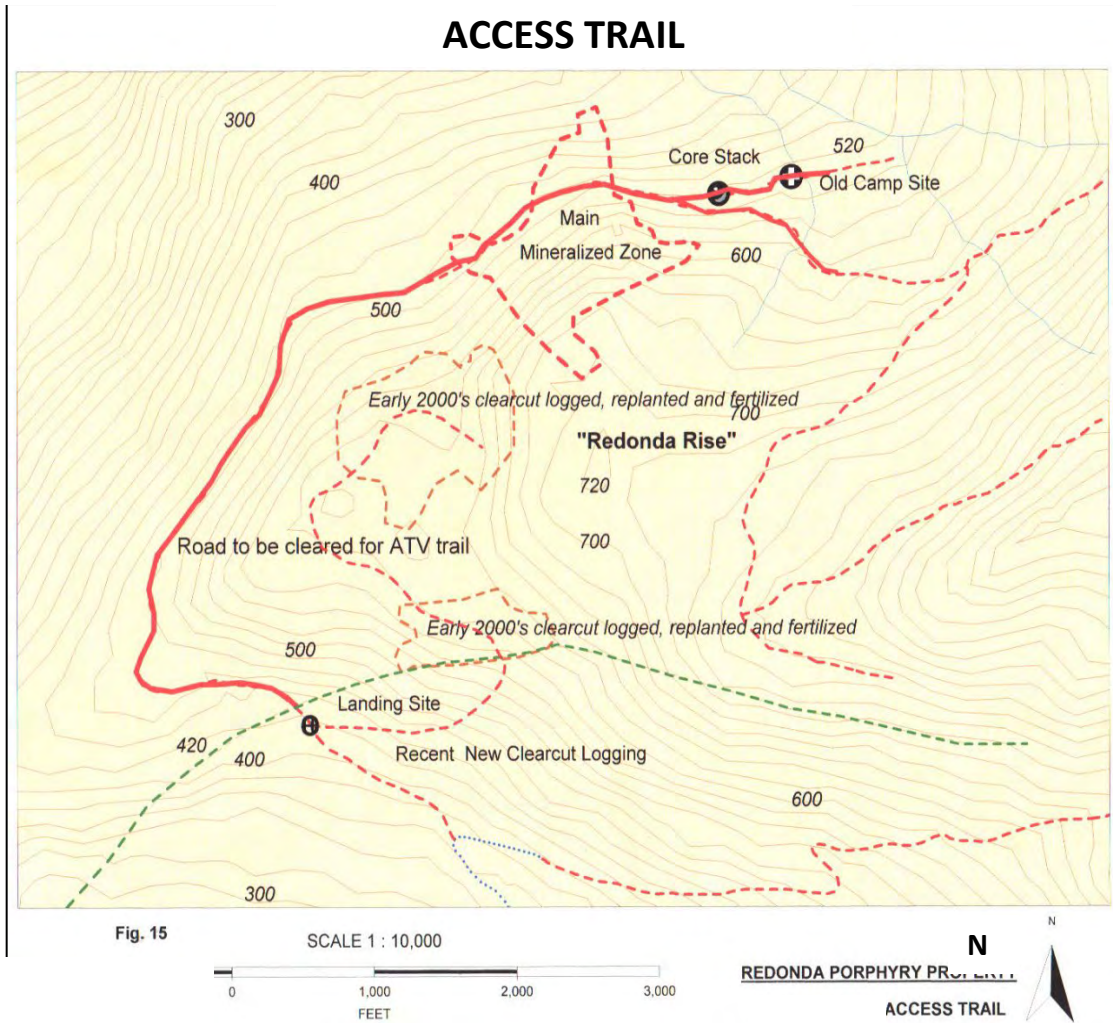 ACCESS TRAIL
300
520
Core Stack
400
Old Camp Site
Main
Mineralized Zone
600
500
Early 2000's clearcut logged, replanted and fertilized
700
"Redonda Rise"
720
700
Road to be cleared for ATV trail
Early 2000's clearcut logged, replanted and fertilized
500
Landing Site
420
400
Recent New Clearcut Logging
600
300
Fig. 15
SCALE 1 : 10,000
N
N
0 1,000 2,000 3,000
FEET
REDONDA PORPHYRY PROPERTY
ACCESS TRAIL